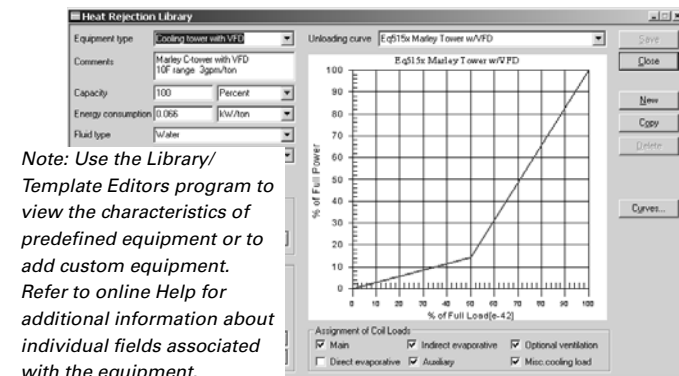 Heat Rejection Library
Equipment type Cooling tower with VFD
Comments Marley C-tower with VFD
10F range 3gpm/ton
Capacity 100 Percent
Energy consumption 0.066 kW/ton
Fluid type Water
Note: Use the Library/
Template Editors program to
view the characteristics of
predefined equipment or to
add custom equipment.
Refer to online Help for
additional information about
individual fields associated
with the equipment.
Unloading curve Eq515x Marley Tower w/VFD
Eq515x Marley Tower w/VFD
% of Full Power
100
90
80
70
60
50
40
30
20
10
0
0 10 20 30 40 50 60 70 80 90 100
% of Full Load[e-42]
Assignment of Coil Loads
Main Indirect evaporative Optional ventilation
Direct evaporative Auxiliary Misc.cooling load
Save
Close
New
Copy
Delete
Curves...